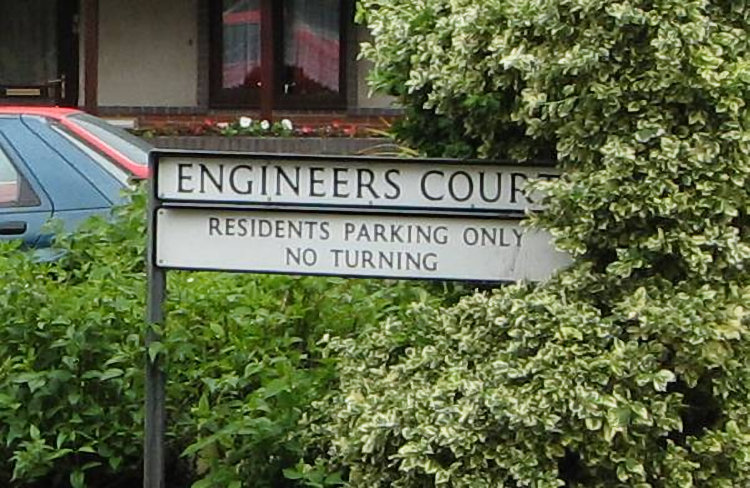 ENGINEERS COURT
RESIDENTS PARKING ONLY
NO TURNING